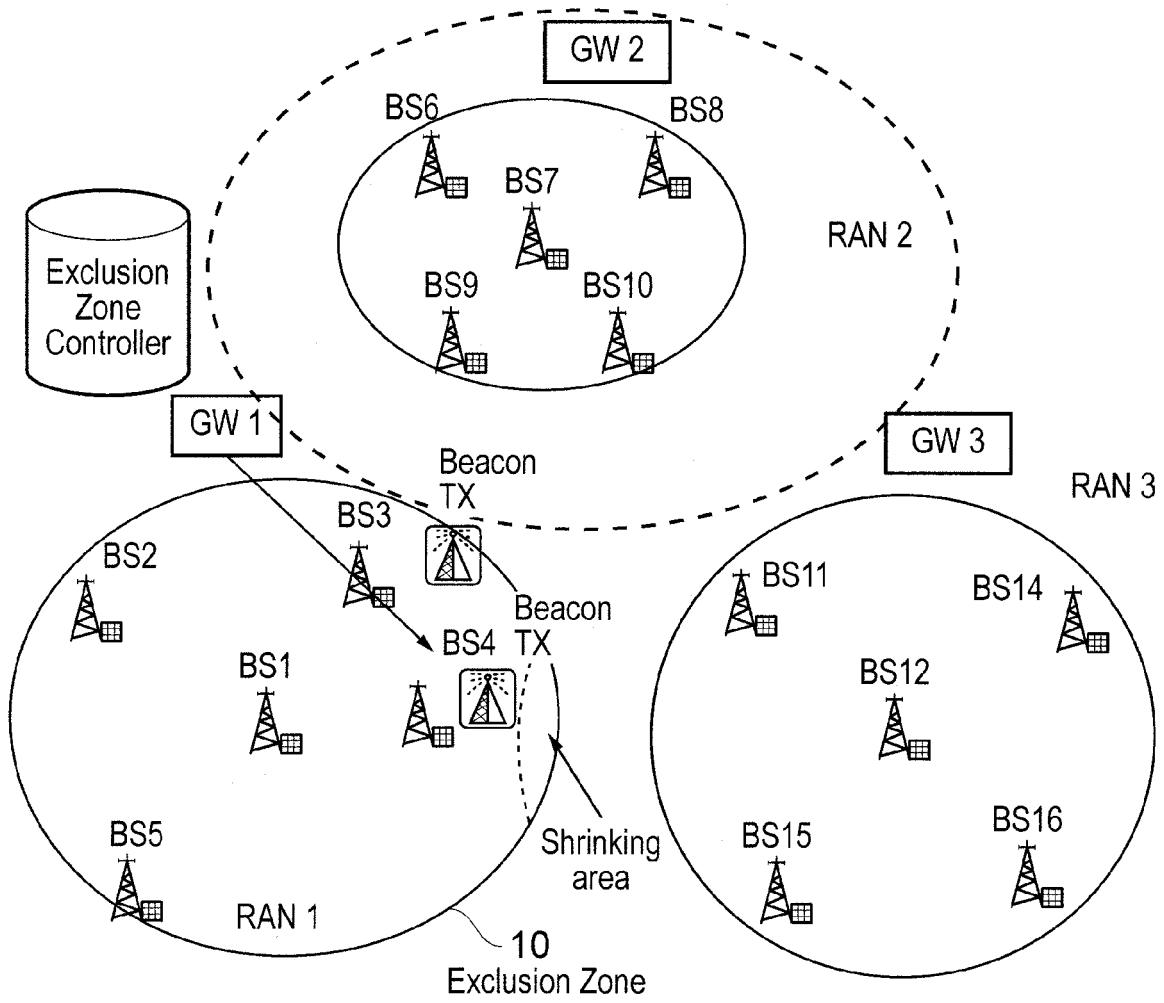 GW 2
BS6
BS8
BS7
RAN 2
Exclusion
Zone
Controller
BS9
BS10
GW 1
GW 3
Beacon
TX
RAN 3
BS3
BS2
BS11
BS14
Beacon
TX
BS4
BS1
BS12
BS5
Shrinking
area
BS15
BS16
RAN 1
10
Exclusion Zone